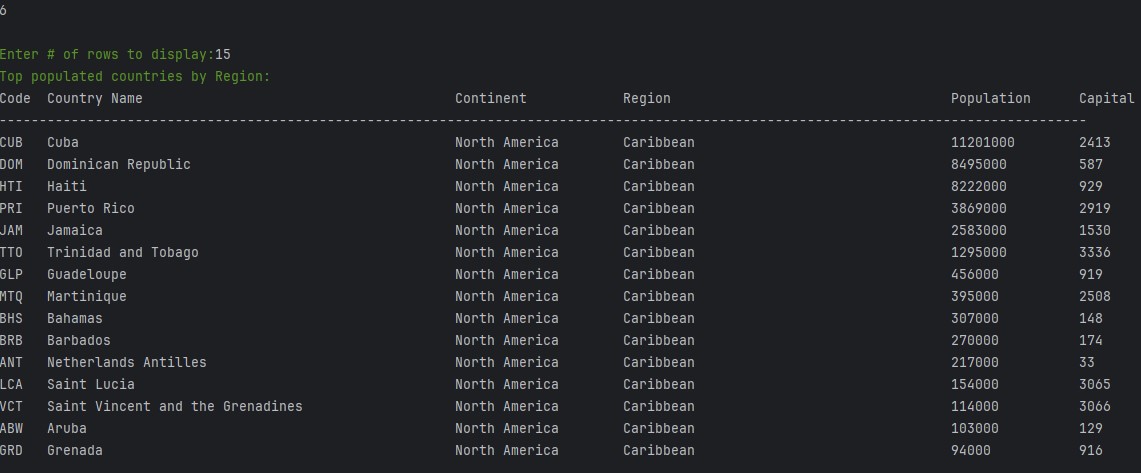 6
Enter # of rows to display:15
Top populated countries by Region:
Code Country Name Continent Region Population Capital
----------------------------------------------------------------------------------------------------------------------------------------
CUB Cuba North America Caribbean 11201000 2413
DOM Dominican Republic North America Caribbean 8495000 587
HTI Haiti North America Caribbean 8222000 929
PRI Puerto Rico North America Caribbean 3869000 2919
JAM Jamaica North America Caribbean 2583000 1530
TTO Trinidad and Tobago North America Caribbean 1295000 3336
GLP Guadeloupe North America Caribbean 456000 919
MTQ Martinique North America Caribbean 395000 2508
BHS Bahamas North America Caribbean 307000 148
BRB Barbados North America Caribbean 270000 174
ANT Netherlands Antilles North America Caribbean 217000 33
LCA Saint Lucia North America Caribbean 154000 3065
VCT Saint Vincent and the Grenadines North America Caribbean 114000 3066
ABW Aruba North America Caribbean 103000 129
GRD Grenada North America Caribbean 94000 916